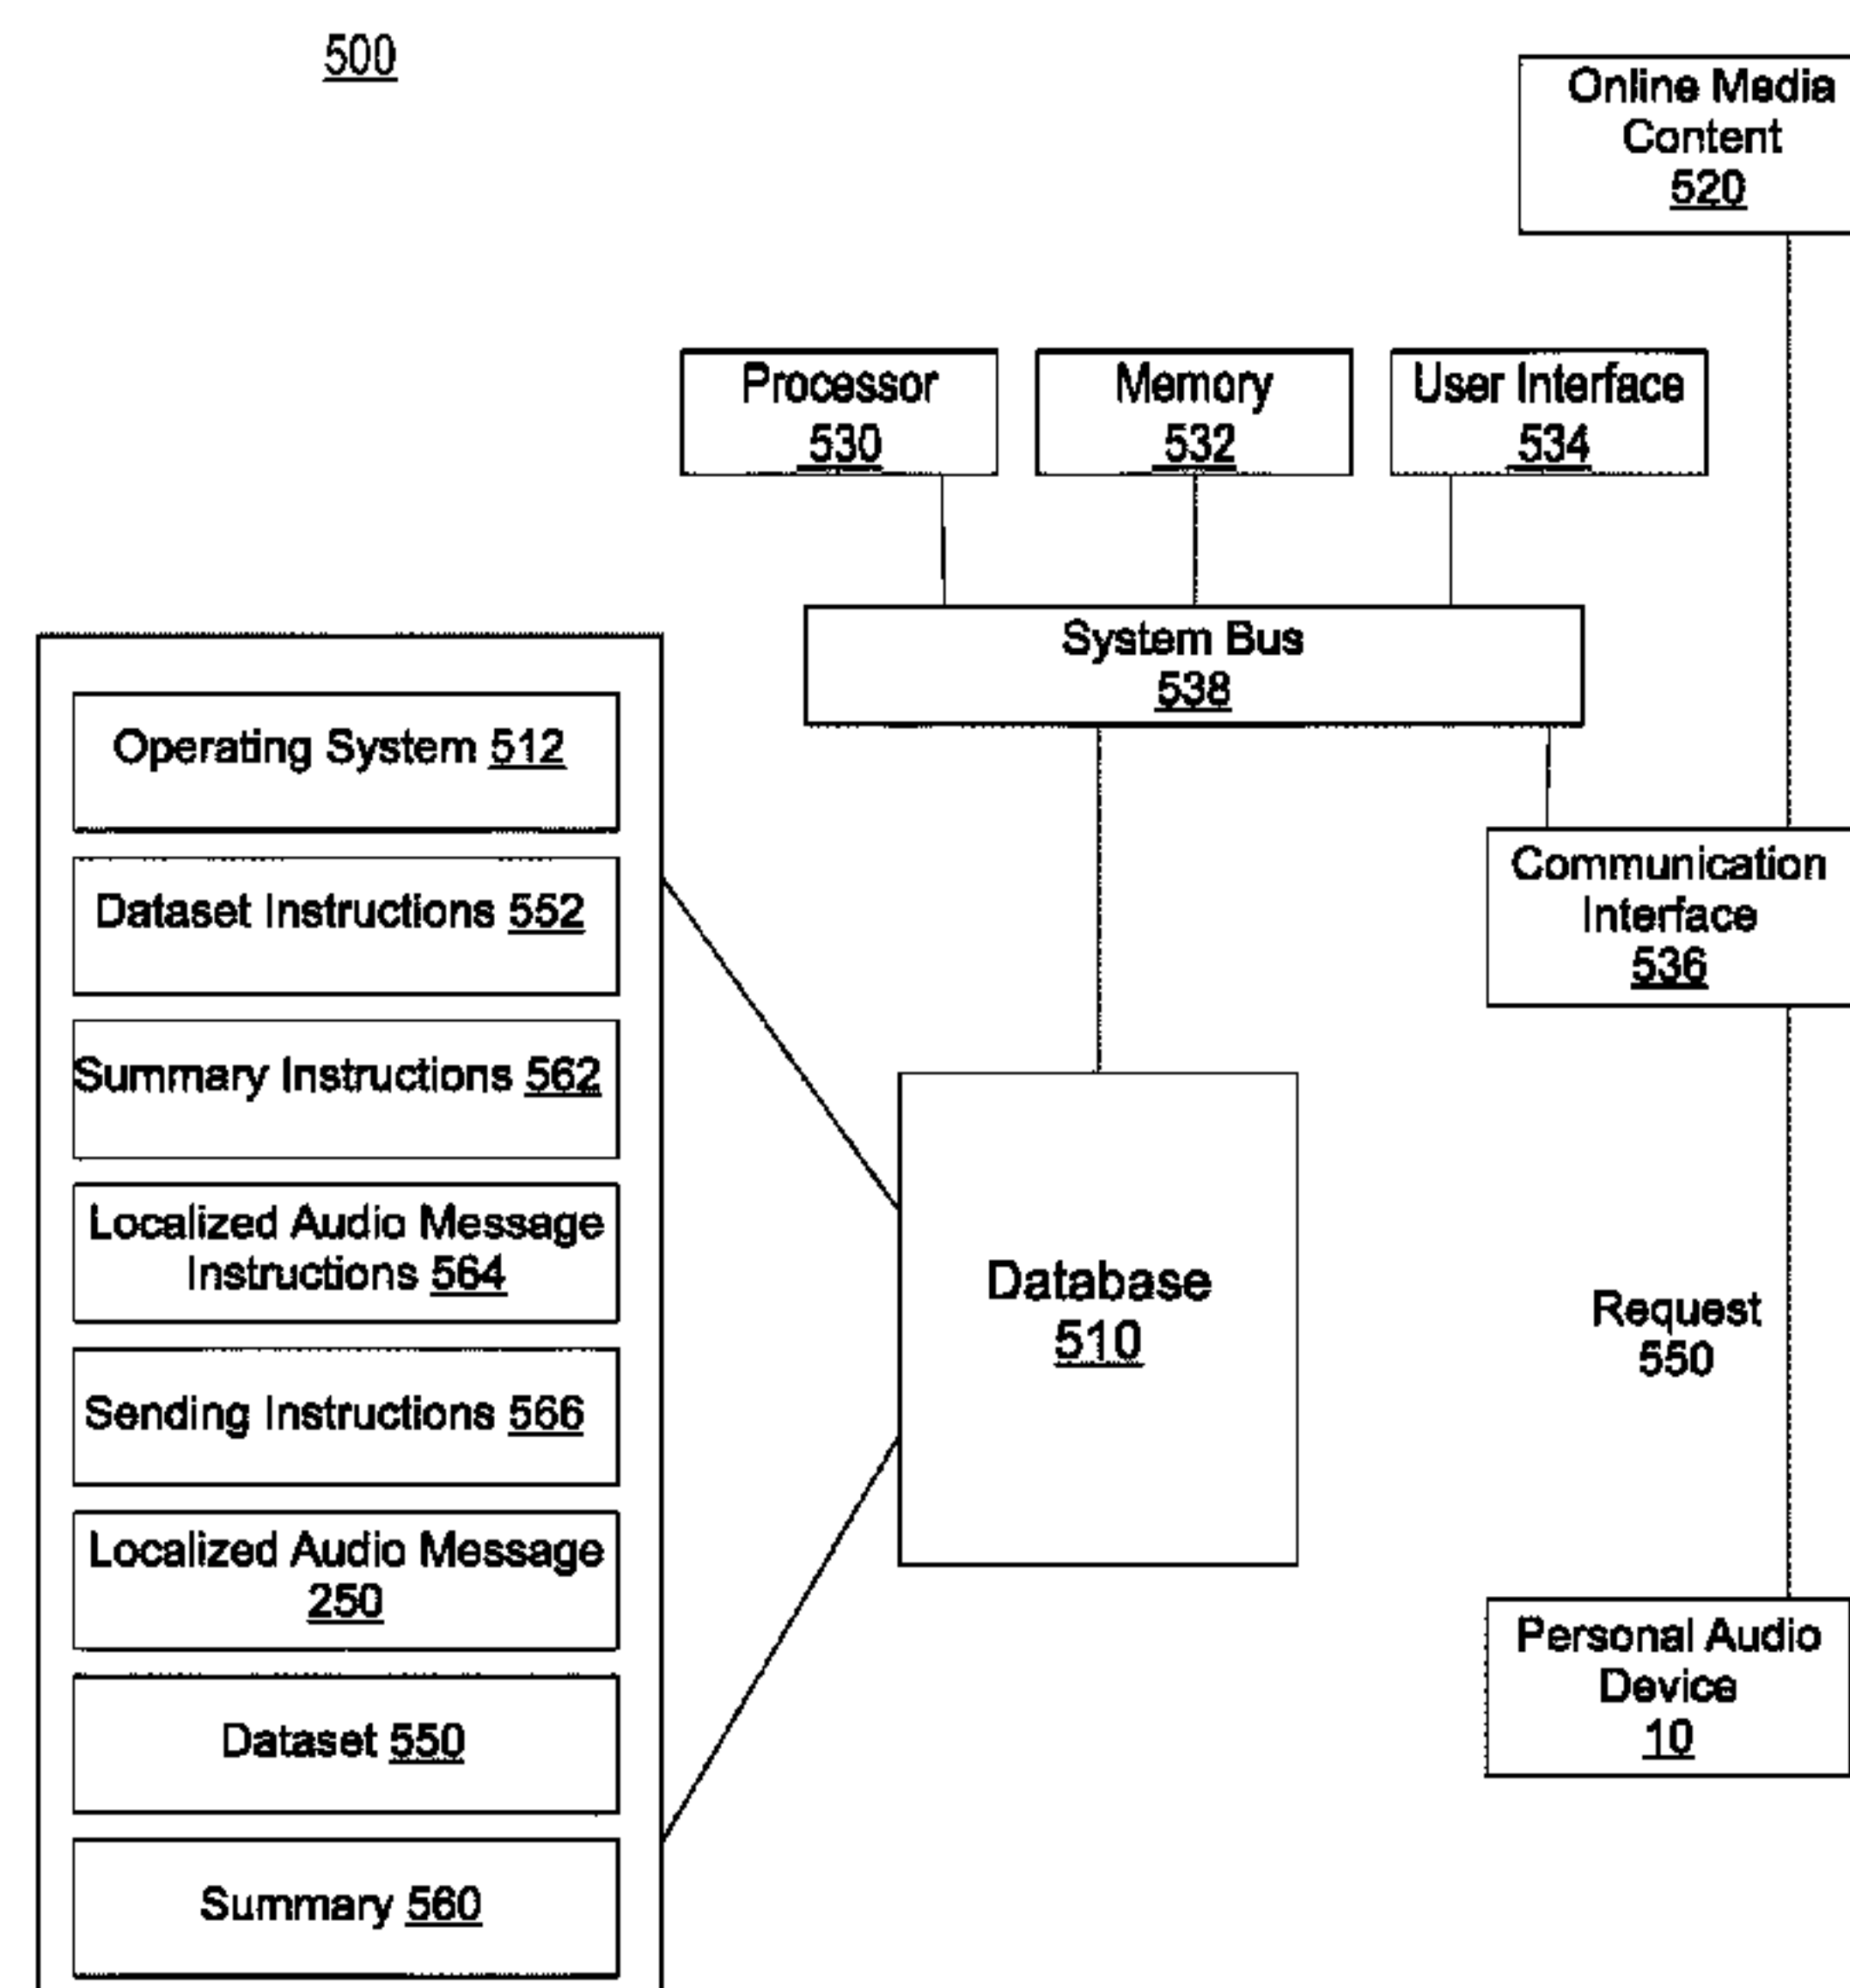 500
Online Media
Content
520
Processor
530
Memory
532
User Interface
534
System Bus
538
Operating System 512
Dataset Instructions 552
Summary Instructions 562
Localized Audio Message
Instructions 564
Sending Instructions 566
Localized Audio Message
250
Dataset 550
Summary 560
Database
510
Communication
Interface
536
Request
550
Personal Audio
Device
10